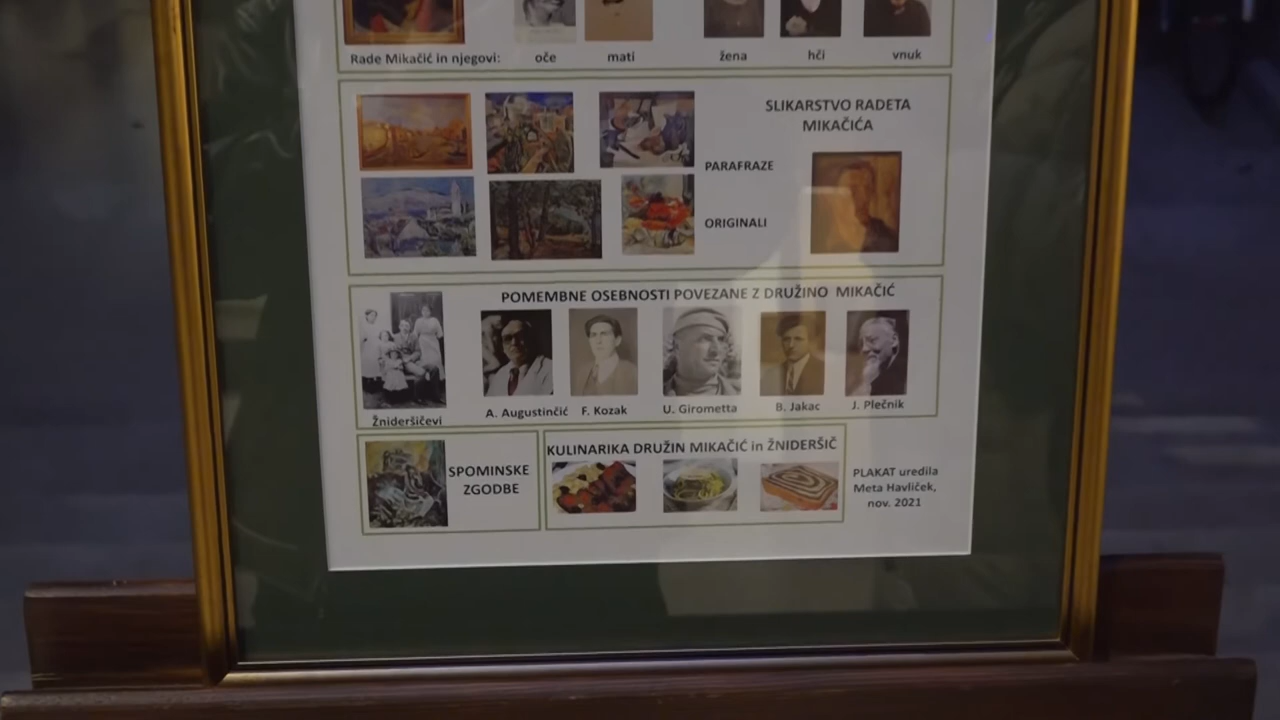 Rade Mikačić in njegovi: oče mati žena hči vnuk
SLIKARSTVO RADETA
MIKAČIĆA
PARAFRAZE
ORIGINALI
POMEMBNE OSEBNOSTI POVEZANE Z DRUŽINO MIKAČIĆ
Žnideršičevi A. Augustinčić F. Kozak U. Girometta B. Jakac J. Plečnik
SPOMINSKE
ZGODBE
KULINARIKA DRUŽIN MIKAČIĆ in ŽNIDERŠIČ
PLAKAT uredila
Meta Havliček,
nov. 2021